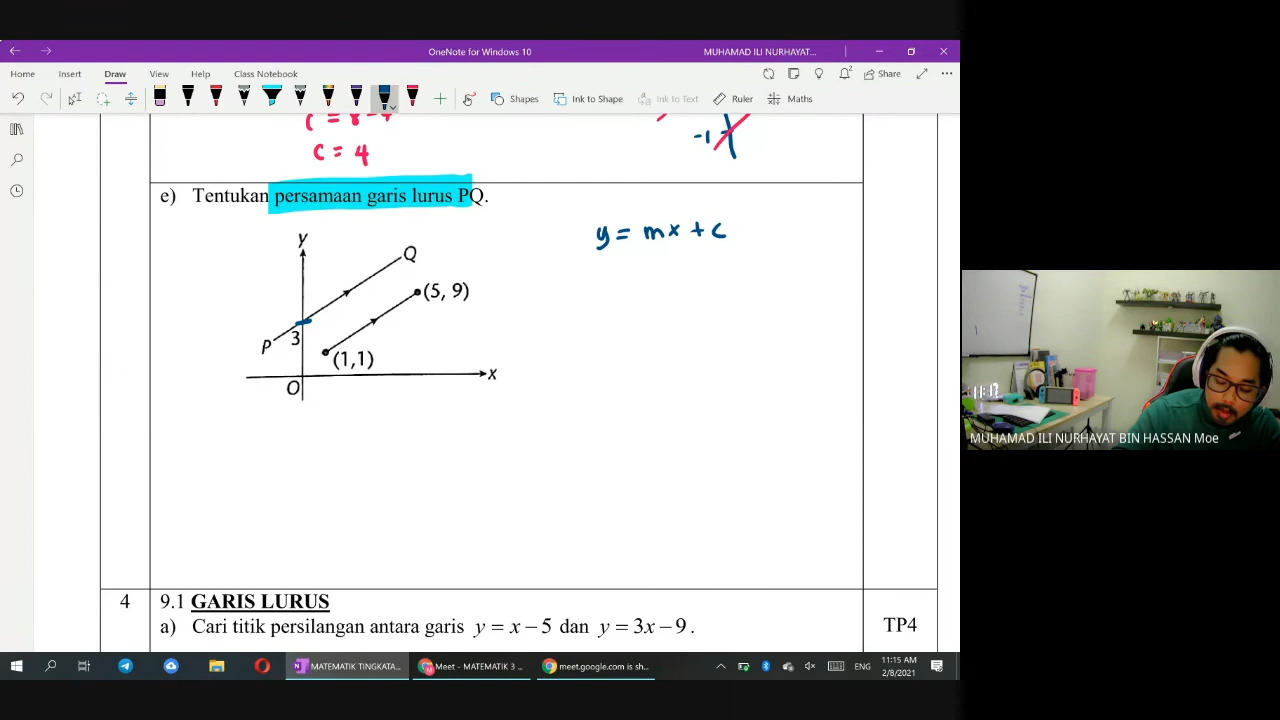 OneNote for Windows 10
MUHAMAD ILI NURHAYAT...
Home Insert Draw View Help Class Notebook
Share
Shapes Ink to Shape Ink to Text Ruler Maths
c = 4
-1
e) Tentukan persamaan garis lurus PQ.
y = mx + c
y
Q
(5, 9)
3
P
(1,1)
x
O
11:17
MUHAMAD ILI NURHAYAT BIN HASSAN Moe
4 9.1 GARIS LURUS
a) Cari titik persilangan antara garis y = x − 5 dan y = 3x − 9 .
TP4
MATEMATIK TINGKATA... Meet - MATEMATIK 3 ... meet.google.com is sh...
ENG
11:15 AM
2/8/2021